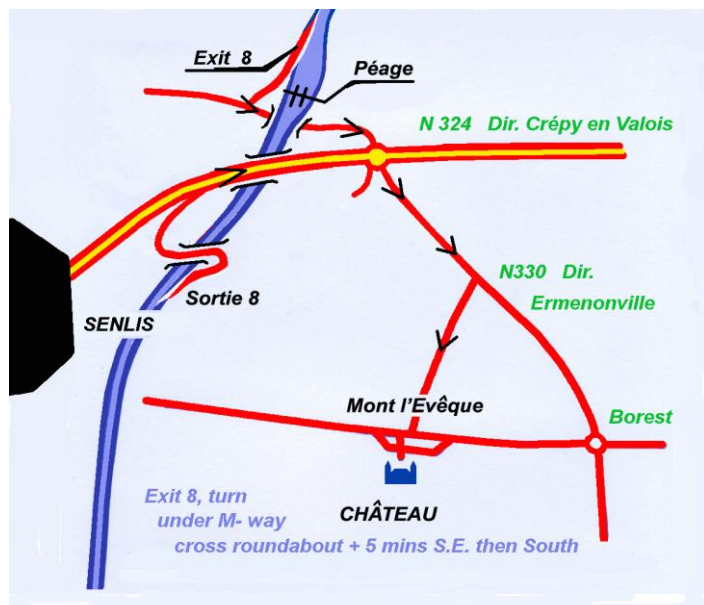 Exit 8
Péage
N 324 Dir. Crépy en Valois
N330 Dir.
Ermenonville
Sortie 8
SENLIS
Mont l'Evêque
Borest
CHÂTEAU
Exit 8, turn
under M- way
cross roundabout + 5 mins S.E. then South